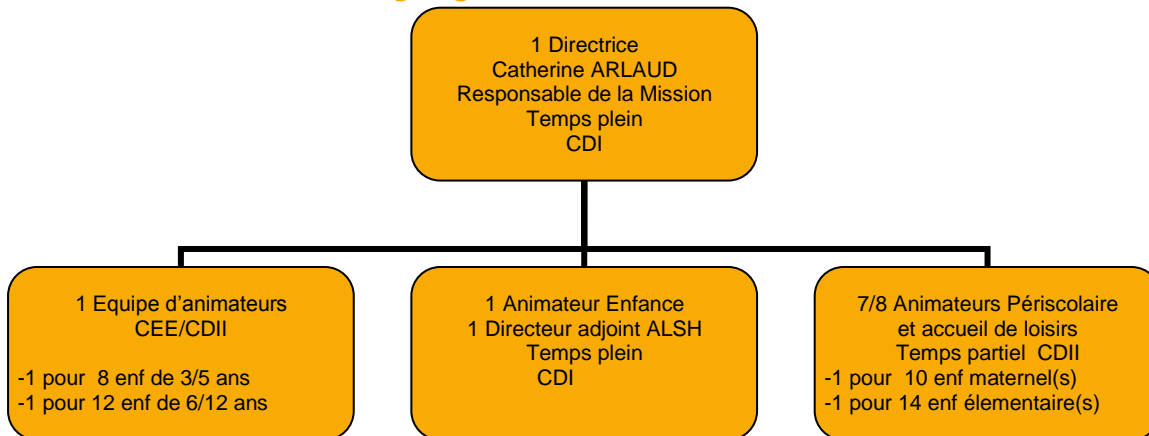 1 Directrice
Catherine ARLAUD
Responsable de la Mission
Temps plein
CDI
1 Equipe d'animateurs
CEE/CDII
-1 pour 8 enf de 3/5 ans
-1 pour 12 enf de 6/12 ans
1 Animateur Enfance
1 Directeur adjoint ALSH
Temps plein
CDI
7/8 Animateurs Périscolaire
et accueil de loisirs
Temps partiel CDII
-1 pour 10 enf maternel(s)
-1 pour 14 enf élementaire(s)